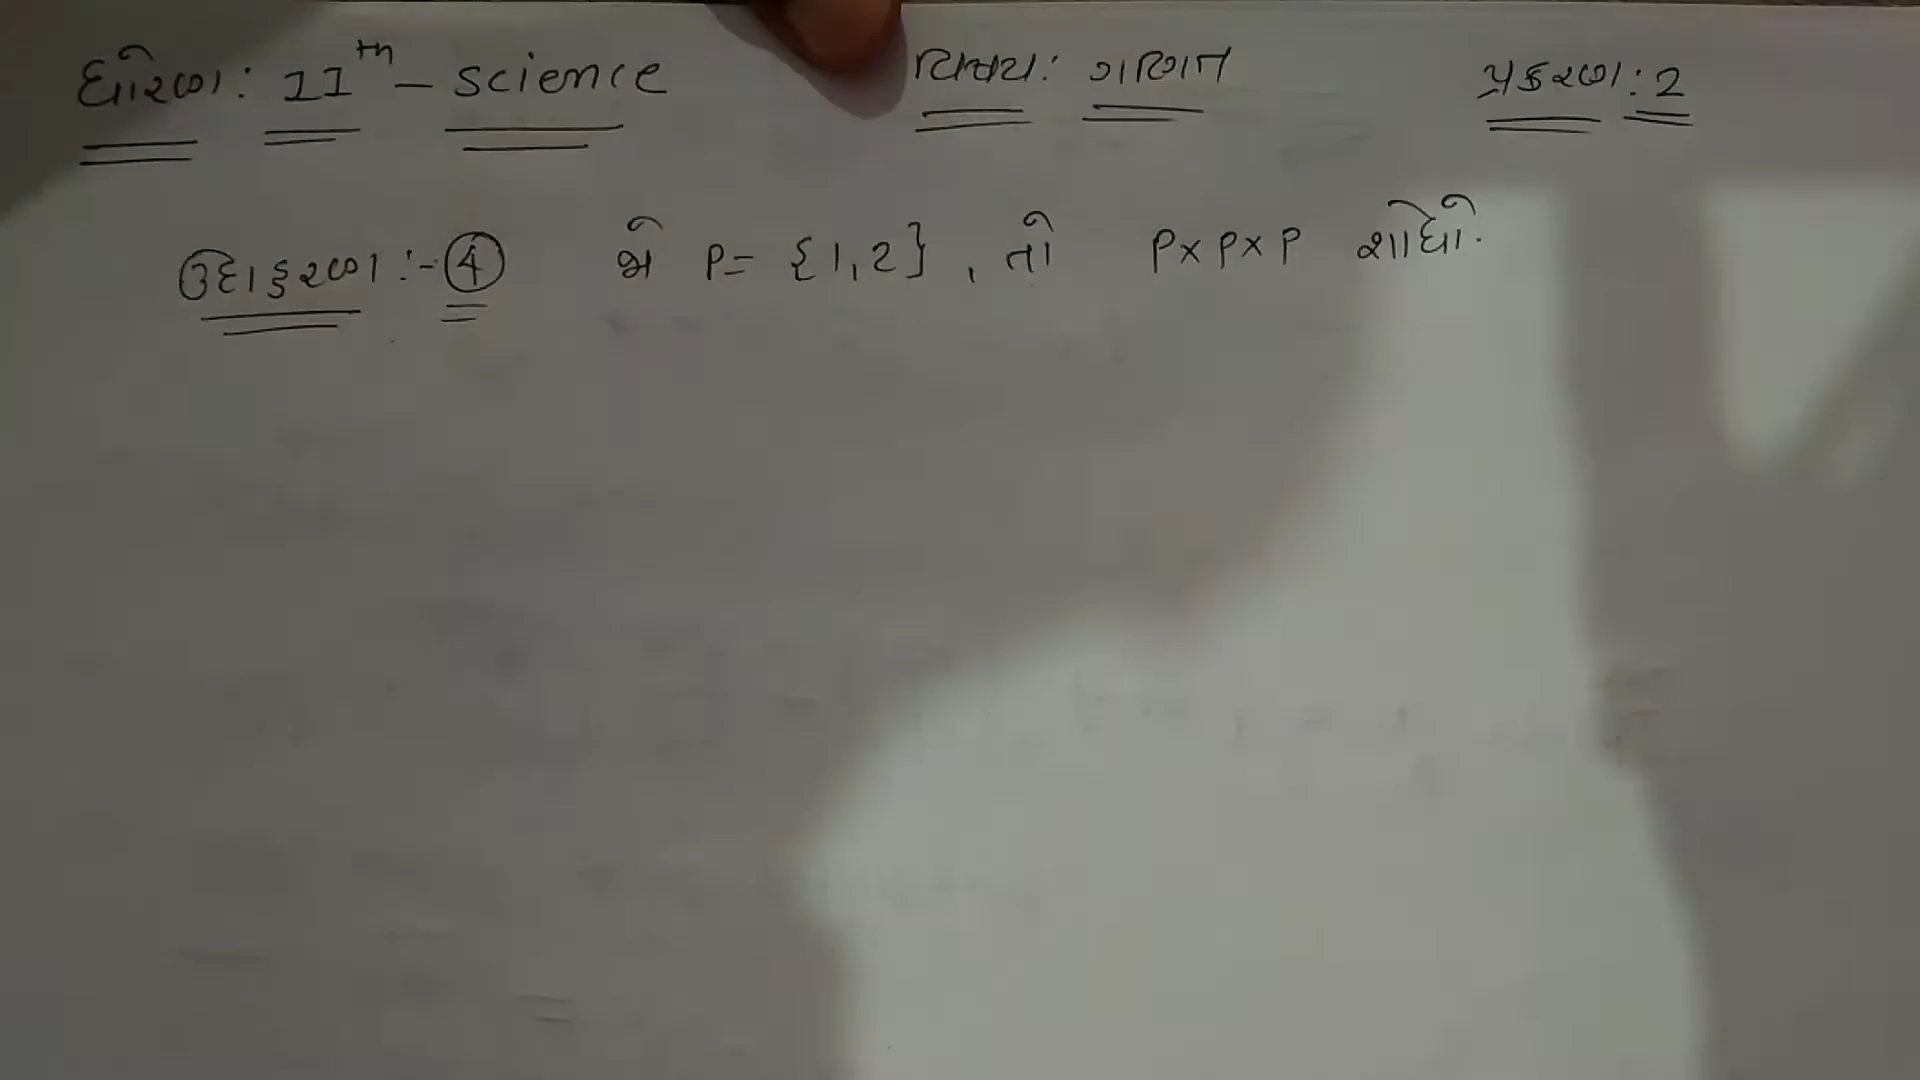 ધોરણ: 11th - science વિષય: ગણિત પ્રકરણ: 2
ઉદાહરણ :- 4 જો P = {1,2}, તો P×P×P શોધો.